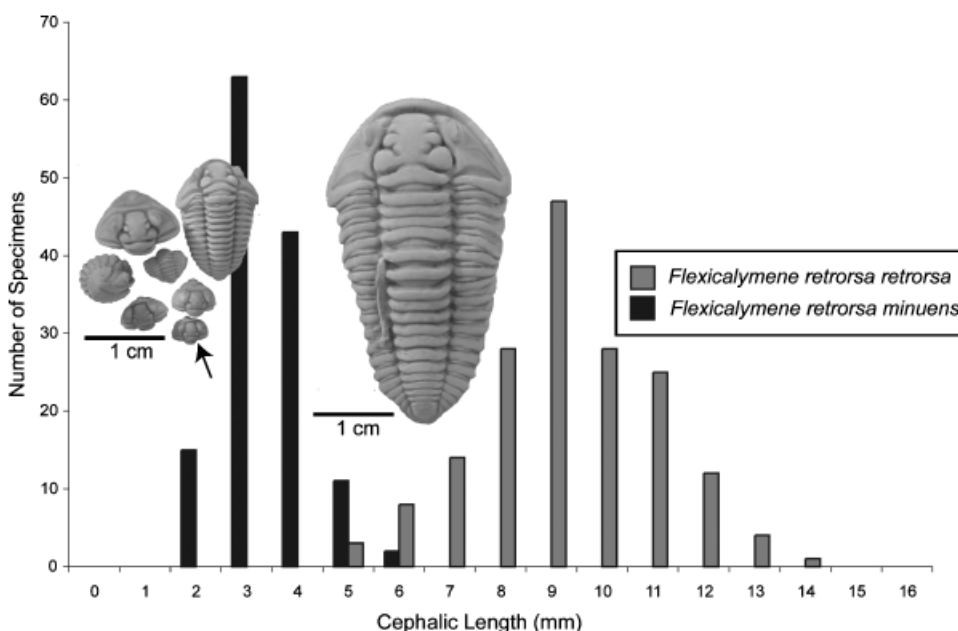 70
60
50
40
30
20
10
0
Number of Specimens
1 cm
1 cm
Flexicalymene retrorsa retrorsa
Flexicalymene retrorsa minuens
0 1 2 3 4 5 6 7 8 9 10 11 12 13 14 15 16
Cephalic Length (mm)